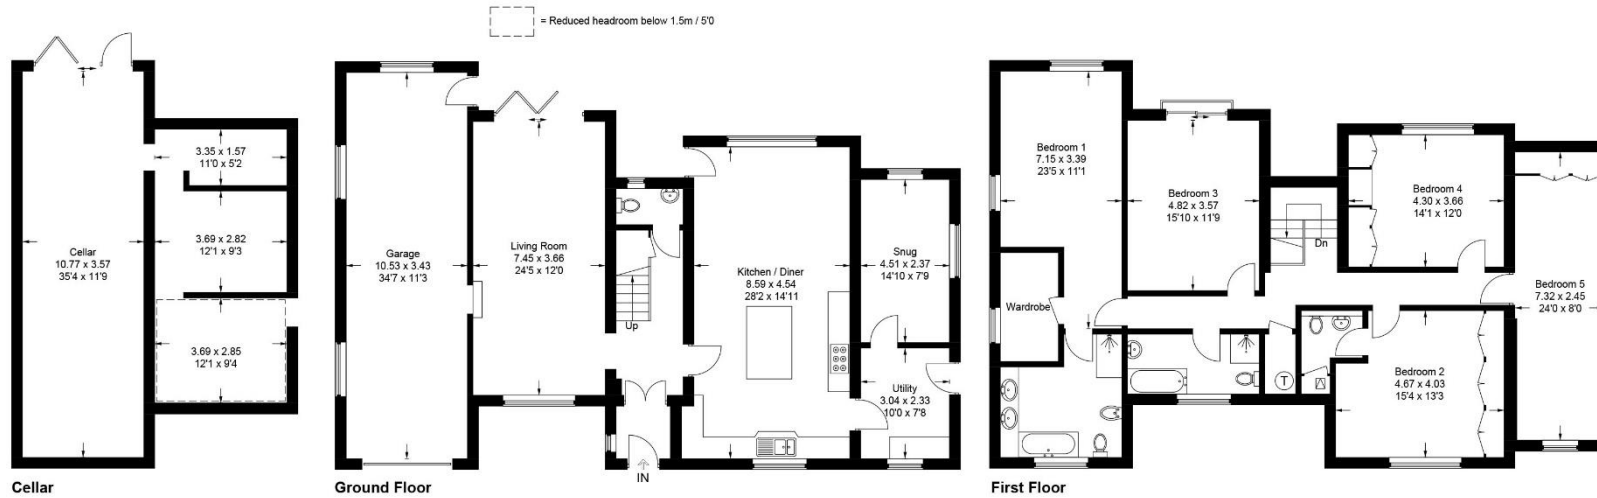 = Reduced headroom below 1.5m / 5'0
3.35 x 1.57
11'0 x 5'2
3.69 x 2.82
12'1 x 9'3
Cellar
10.77 x 3.57
35'4 x 11'9
3.69 x 2.85
12'1 x 9'4
Cellar
Garage
10.53 x 3.43
34'7 x 11'3
Living Room
7.45 x 3.66
24'5 x 12'0
Up
Kitchen / Diner
8.59 x 4.54
28'2 x 14'11
Snug
4.51 x 2.37
14'10 x 7'9
Utility
3.04 x 2.33
10'0 x 7'8
IN
Ground Floor
Bedroom 1
7.15 x 3.39
23'5 x 11'1
Wardrobe
Bedroom 3
4.82 x 3.57
15'10 x 11'9
Dn
Bedroom 4
4.30 x 3.66
14'1 x 12'0
Bedroom 5
7.32 x 2.45
24'0 x 8'0
T
Bedroom 2
4.67 x 4.03
15'4 x 13'3
First Floor